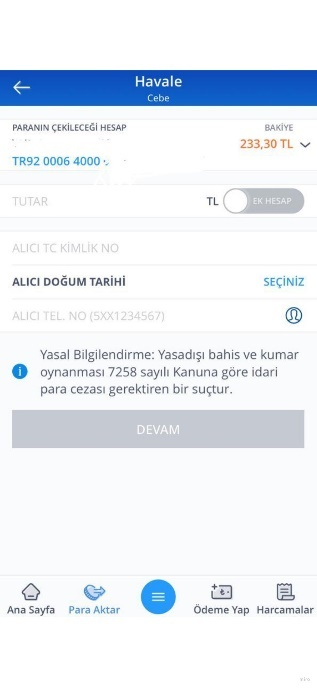 Havale
Cebe
PARANIN ÇEKİLECEĞİ HESAP
BAKİYE
233,30 TL
TR92 0006 4000
TUTAR
TL
EK HESAP
ALICI TC KİMLİK NO
ALICI DOĞUM TARİHİ
SEÇİNİZ
ALICI TEL. NO (5XX1234567)
Yasal Bilgilendirme: Yasadışı bahis ve kumar
oynanması 7258 sayılı Kanuna göre idari
para cezası gerektiren bir suçtur.
DEVAM
Ana Sayfa
Para Aktar
Ödeme Yap
Harcamalar